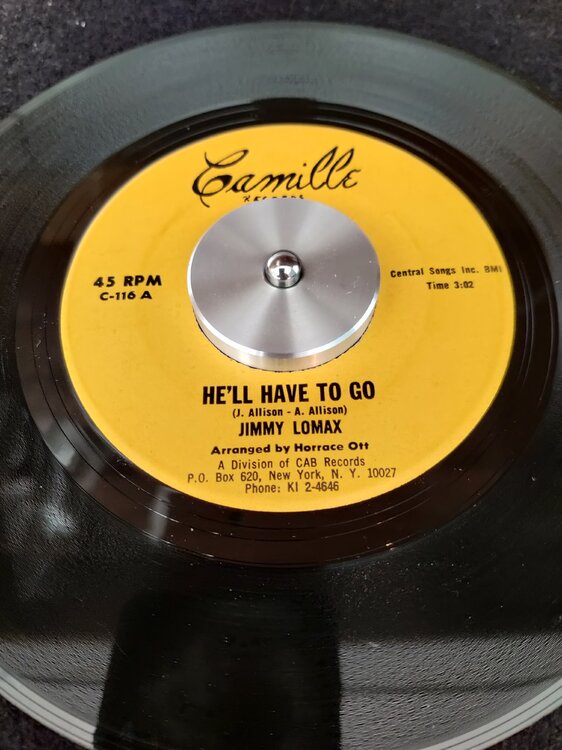 Camille
RECORDS
45 RPM
C-116 A
Central Songs Inc. BMI
Time 3:02
HE'LL HAVE TO GO
(J. Allison - A. Allison)
JIMMY LOMAX
Arranged by Horrace Ott
A Division of CAB Records
P.O. Box 620, New York, N. Y. 10027
Phone: KI 2-4646